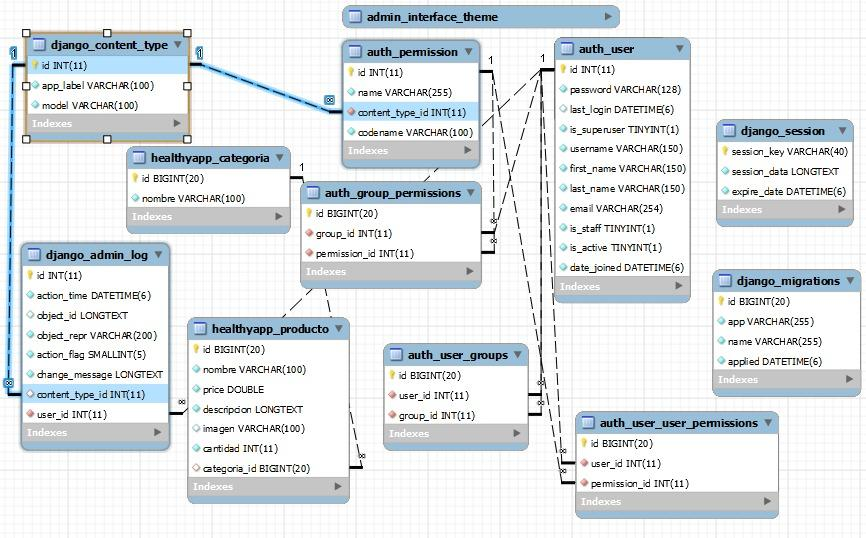 admin_interface_theme
django_content_type
id INT(11)
app_label VARCHAR(100)
model VARCHAR(100)
Indexes
auth_permission
id INT(11)
name VARCHAR(255)
content_type_id INT(11)
codename VARCHAR(100)
Indexes
auth_user
id INT(11)
password VARCHAR(128)
last_login DATETIME(6)
is_superuser TINYINT(1)
username VARCHAR(150)
first_name VARCHAR(150)
last_name VARCHAR(150)
email VARCHAR(254)
is_staff TINYINT(1)
is_active TINYINT(1)
date_joined DATETIME(6)
Indexes
django_session
session_key VARCHAR(40)
session_data LONGTEXT
expire_date DATETIME(6)
Indexes
healthyapp_categoria
id BIGINT(20)
nombre VARCHAR(100)
Indexes
auth_group_permissions
id BIGINT(20)
group_id INT(11)
permission_id INT(11)
Indexes
django_admin_log
id INT(11)
action_time DATETIME(6)
object_id LONGTEXT
object_repr VARCHAR(200)
action_flag SMALLINT(5)
change_message LONGTEXT
content_type_id INT(11)
user_id INT(11)
Indexes
django_migrations
id BIGINT(20)
app VARCHAR(255)
name VARCHAR(255)
applied DATETIME(6)
Indexes
healthyapp_producto
id BIGINT(20)
nombre VARCHAR(100)
price DOUBLE
descripcion LONGTEXT
imagen VARCHAR(100)
cantidad INT(11)
categoria_id BIGINT(20)
Indexes
auth_user_groups
id BIGINT(20)
user_id INT(11)
group_id INT(11)
Indexes
auth_user_user_permissions
id BIGINT(20)
user_id INT(11)
permission_id INT(11)
Indexes
1
1
1
1
1
∞
∞
∞
∞
∞
∞
∞
∞
∞
∞